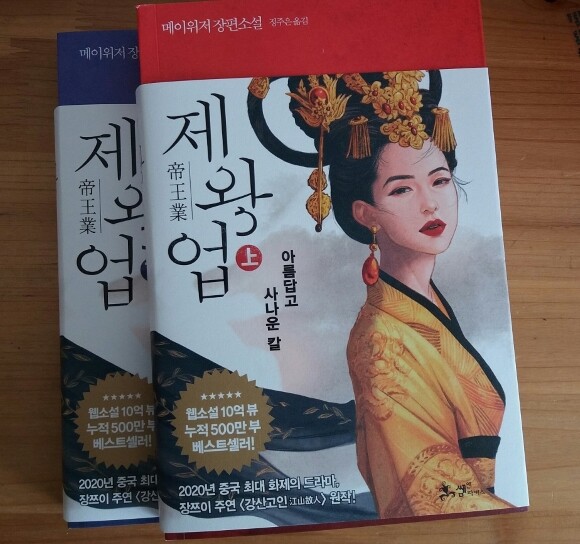 메이위저 장편소설 정주은 옮김
제왕업
帝王業
上
아름답고
사나운 칼
★★★★★
웹소설 10억 뷰
누적 500만 부
베스트셀러!
2020년 중국 최대 화제의 드라마,
장쯔이 주연 〈강산고인江山故人〉 원작!
쌤앤파커스
메이위저 장
제왕업
帝王業
★★★★★
웹소설 10억 뷰
누적 500만 부
베스트셀러!
2020년 중국 최대
장쯔이 주연 〈강산